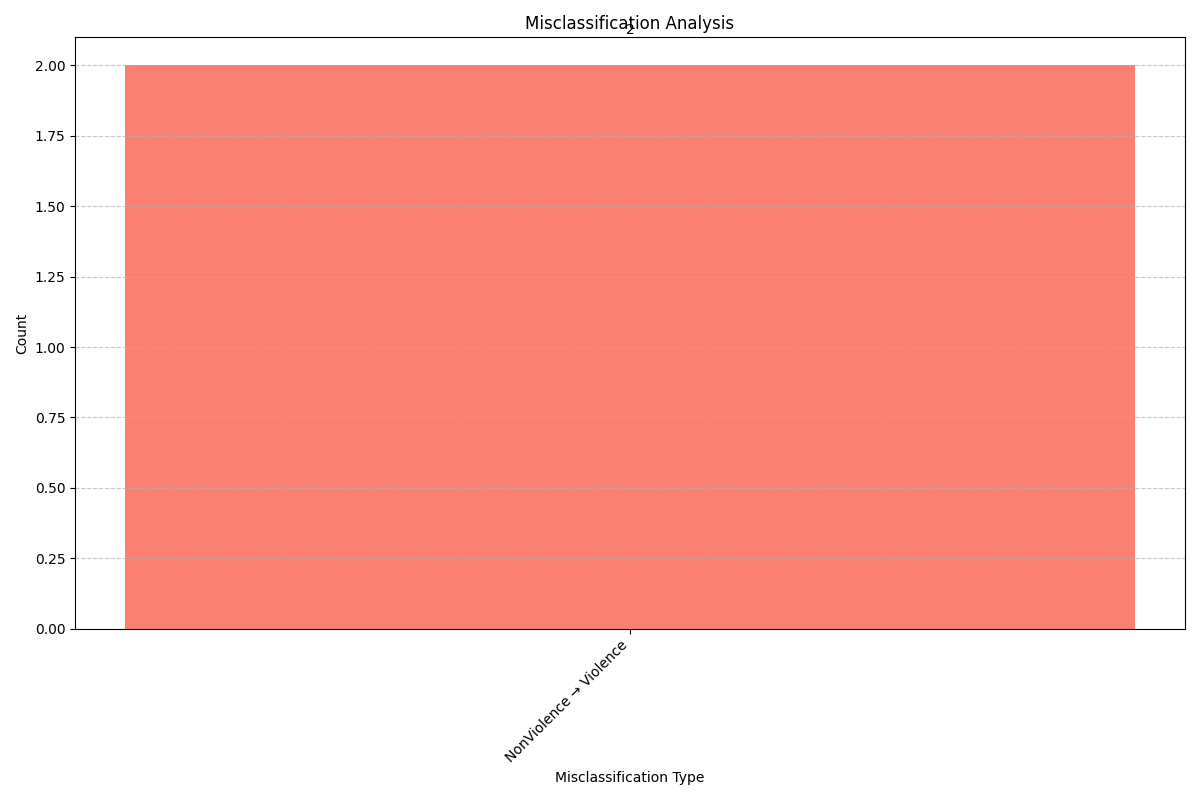 Misclassification Analysis
2
2.00
1.75
1.50
1.25
1.00
0.75
0.50
0.25
0.00
Count
NonViolence → Violence
Misclassification Type